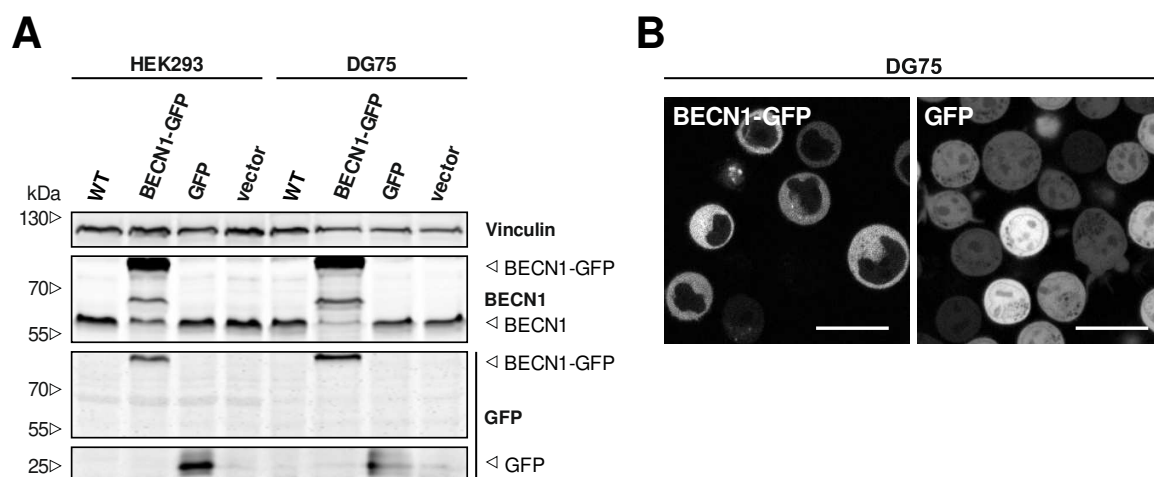 A
HEK293 DG75
WT BECN1-GFP GFP vector WT BECN1-GFP GFP vector
kDa
130▷ Vinculin
◁ BECN1-GFP
70▷ BECN1
55▷ ◁ BECN1
◁ BECN1-GFP
70▷
GFP
55▷
25▷ ◁ GFP
B
DG75
BECN1-GFP GFP